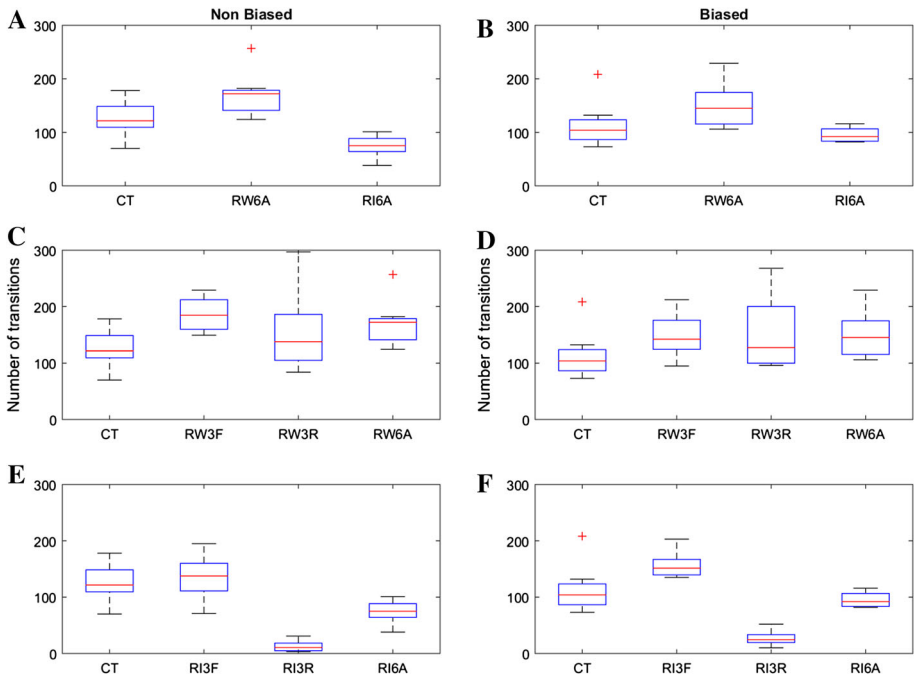 A
Non Biased
300
200
100
0
CT RW6A RI6A
B
Biased
300
200
100
0
CT RW6A RI6A
C
Number of transitions
300
200
100
0
CT RW3F RW3R RW6A
D
Number of transitions
300
200
100
0
CT RW3F RW3R RW6A
E
300
200
100
0
CT RI3F RI3R RI6A
F
300
200
100
0
CT RI3F RI3R RI6A